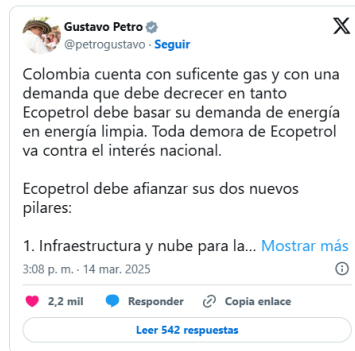 Gustavo Petro
@petrogustavo · Seguir
Colombia cuenta con suficente gas y con una
demanda que debe decrecer en tanto
Ecopetrol debe basar su demanda de energía
en energía limpia. Toda demora de Ecopetrol
va contra el interés nacional.
Ecopetrol debe afianzar sus dos nuevos
pilares:
1. Infraestructura y nube para la... Mostrar más
3:08 p. m. · 14 mar. 2025
2,2 mil Responder Copia enlace
Leer 542 respuestas